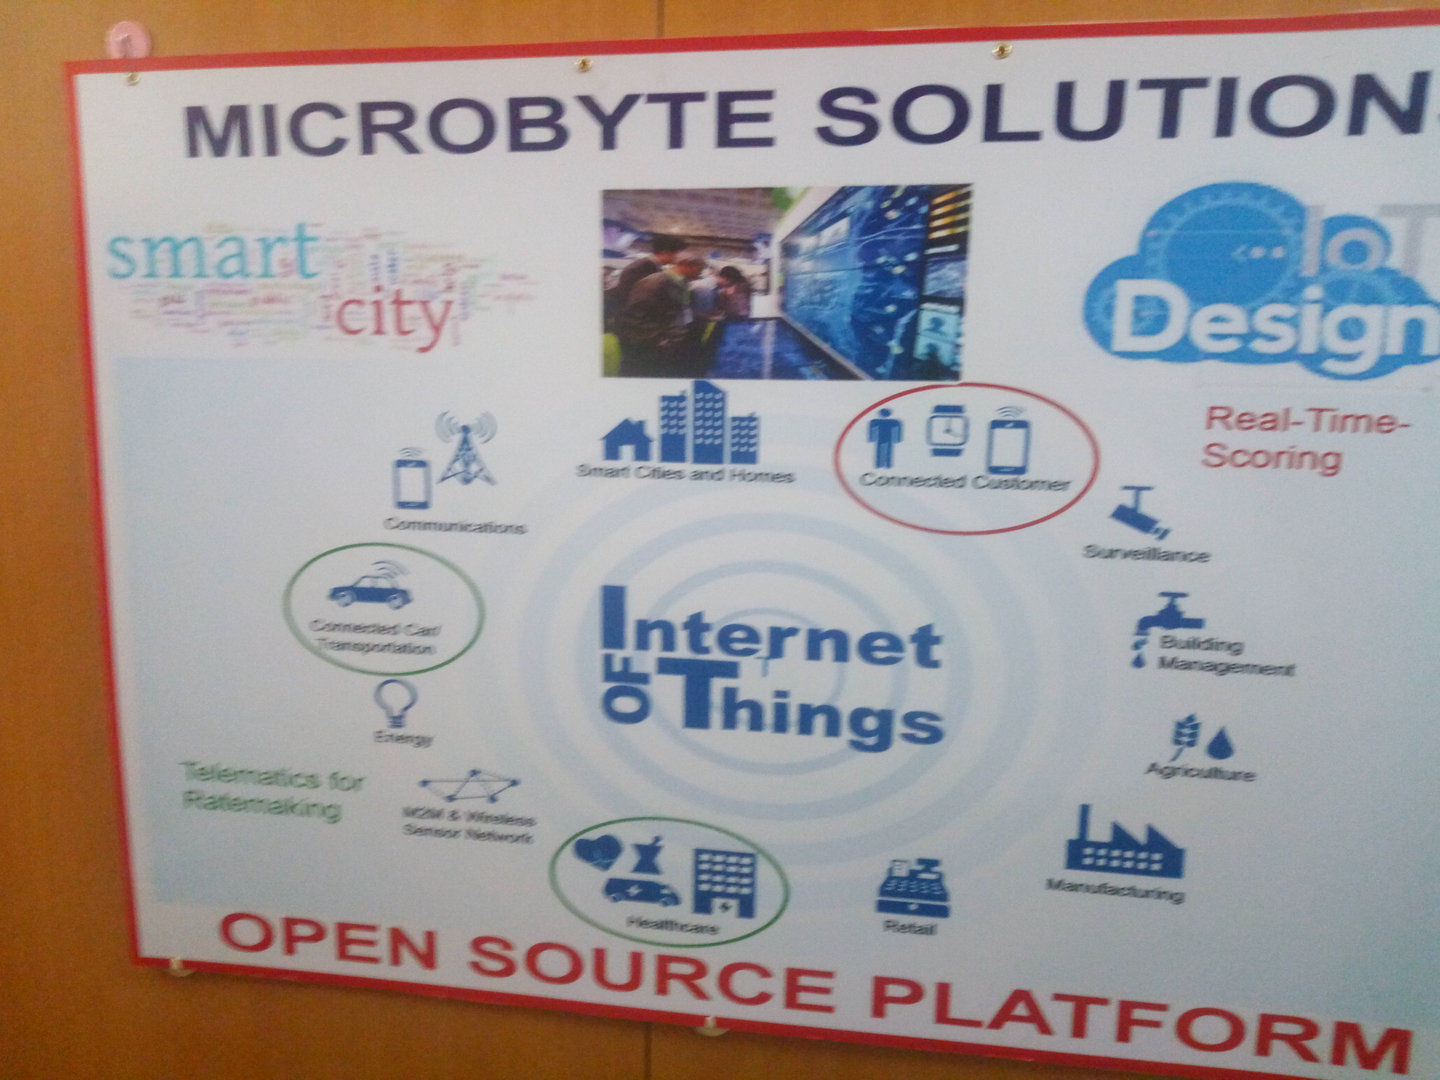 MICROBYTE SOLUTIONS
smart
city
IoT
Design
Real-Time-
Scoring
Smart Cities and Homes
Connected Customer
Communications
Surveillance
Connected Car/
Transportation
Internet
OF Things
Building
Management
Energy
Agriculture
Telematics for
Ratemaking
M2M & Wireless
Sensor Network
Manufacturing
Healthcare
Retail
OPEN SOURCE PLATFORM